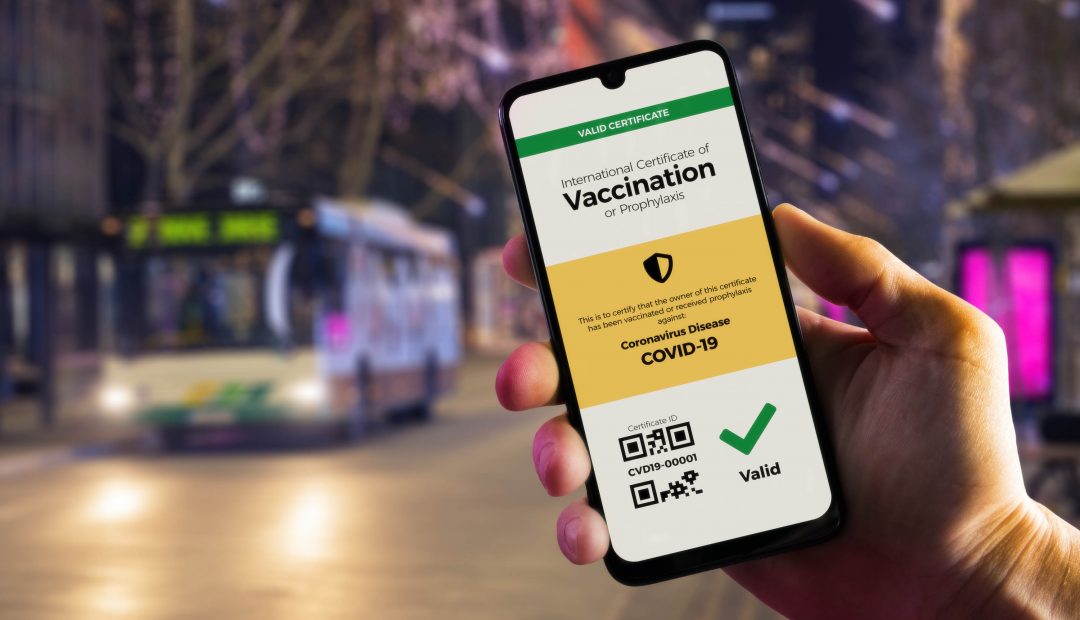 VALID CERTIFICATE
International Certificate of
Vaccination
or Prophylaxis
This is to certify that the owner of this certificate
has been vaccinated or received prophylaxis
against:
Coronavirus Disease
COVID-19
Certificate ID
CVD19-00001
Valid